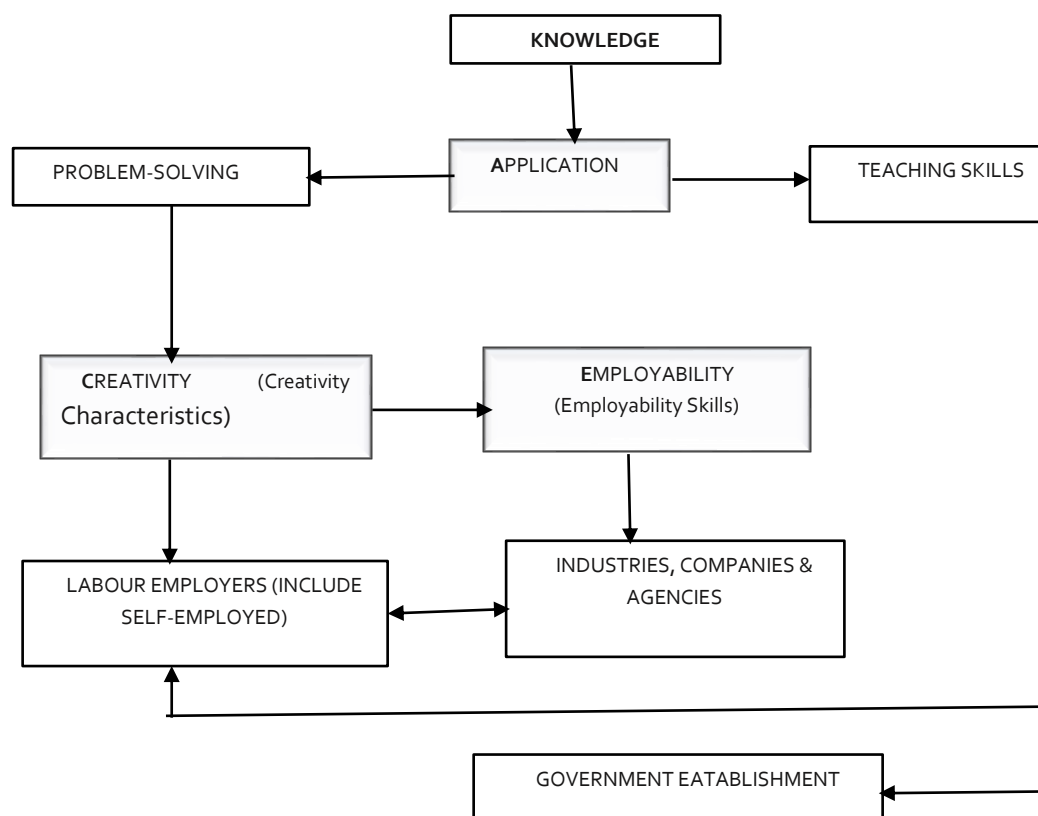 KNOWLEDGE
PROBLEM-SOLVING
APPLICATION
TEACHING SKILLS
CREATIVITY (Creativity
Characteristics)
EMPLOYABILITY
(Employability Skills)
LABOUR EMPLOYERS (INCLUDE
SELF-EMPLOYED)
INDUSTRIES, COMPANIES &
AGENCIES
GOVERNMENT EATABLISHMENT